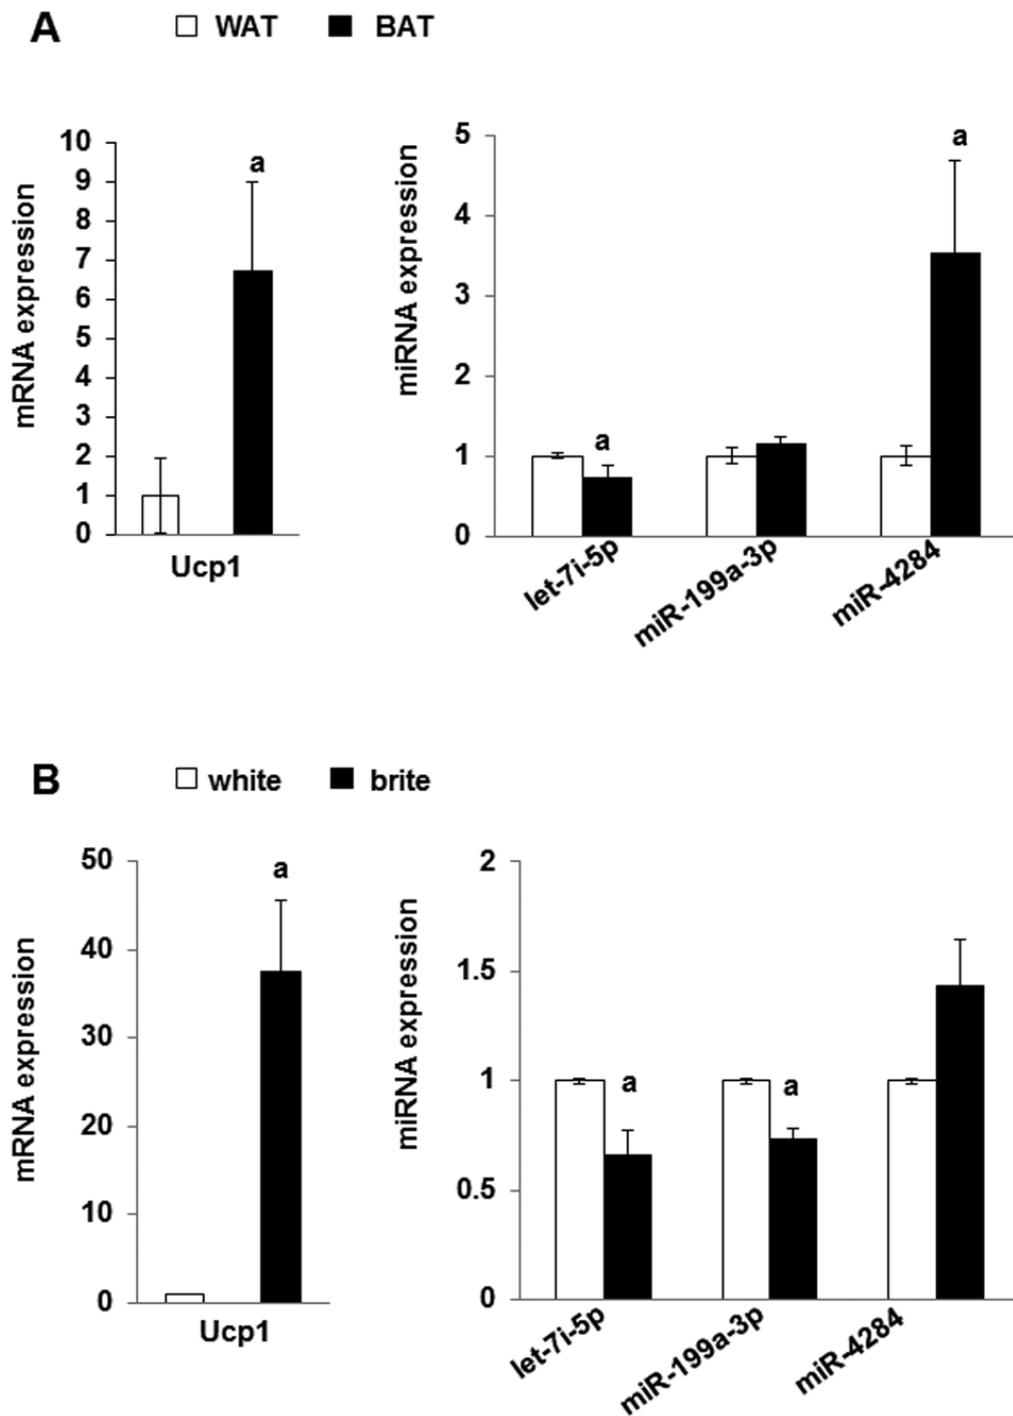 A
WAT BAT
mRNA expression
10
9
8
7
6
5
4
3
2
1
0
a
Ucp1
miRNA expression
5
4
3
2
1
0
a
a
let-7i-5p
miR-199a-3p
miR-4284
B
white brite
mRNA expression
50
40
30
20
10
0
a
Ucp1
miRNA expression
2
1.5
1
0.5
0
a
a
let-7i-5p
miR-199a-3p
miR-4284